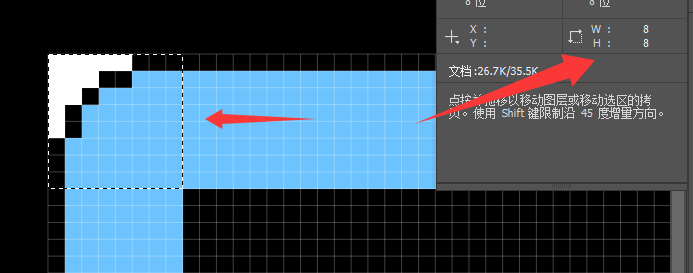 8 位
8 位
X :
Y :
W : 8
H : 8
文档:26.7K/35.5K
点按并拖移以移动图层或移动选区的拷
贝。使用 Shift 键限制沿 45 度增量方向。